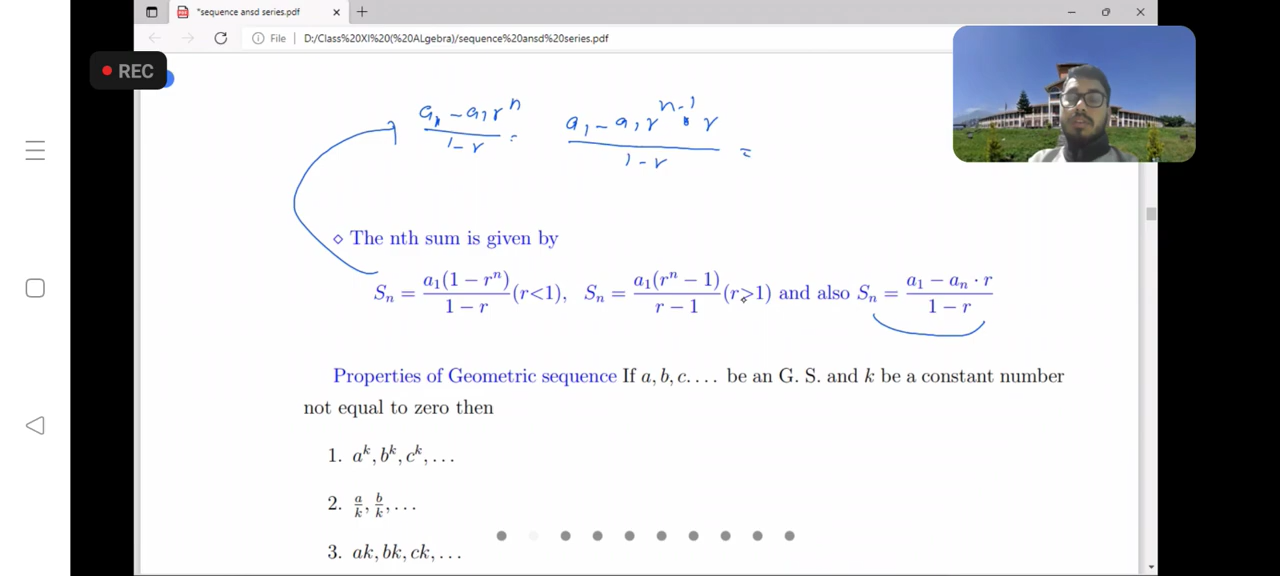 *sequence ansd series.pdf
File | D:/Class%20XI%20(%20ALgebra)/sequence%20ansd%20series.pdf
REC
a₁ - a₁rⁿ / 1 - r = a₁ - a₁rⁿ⁻¹ · r / 1 - r =
◇ The nth sum is given by
Sₙ = a₁(1 − rⁿ) / 1 − r (r<1), Sₙ = a₁(rⁿ − 1) / r − 1 (r>1) and also Sₙ = a₁ − aₙ · r / 1 − r
Properties of Geometric sequence If a, b, c. . . . be an G. S. and k be a constant number
not equal to zero then
1. aᵏ, bᵏ, cᵏ, . . .
2. a/k, b/k, . . .
3. ak, bk, ck, . . .